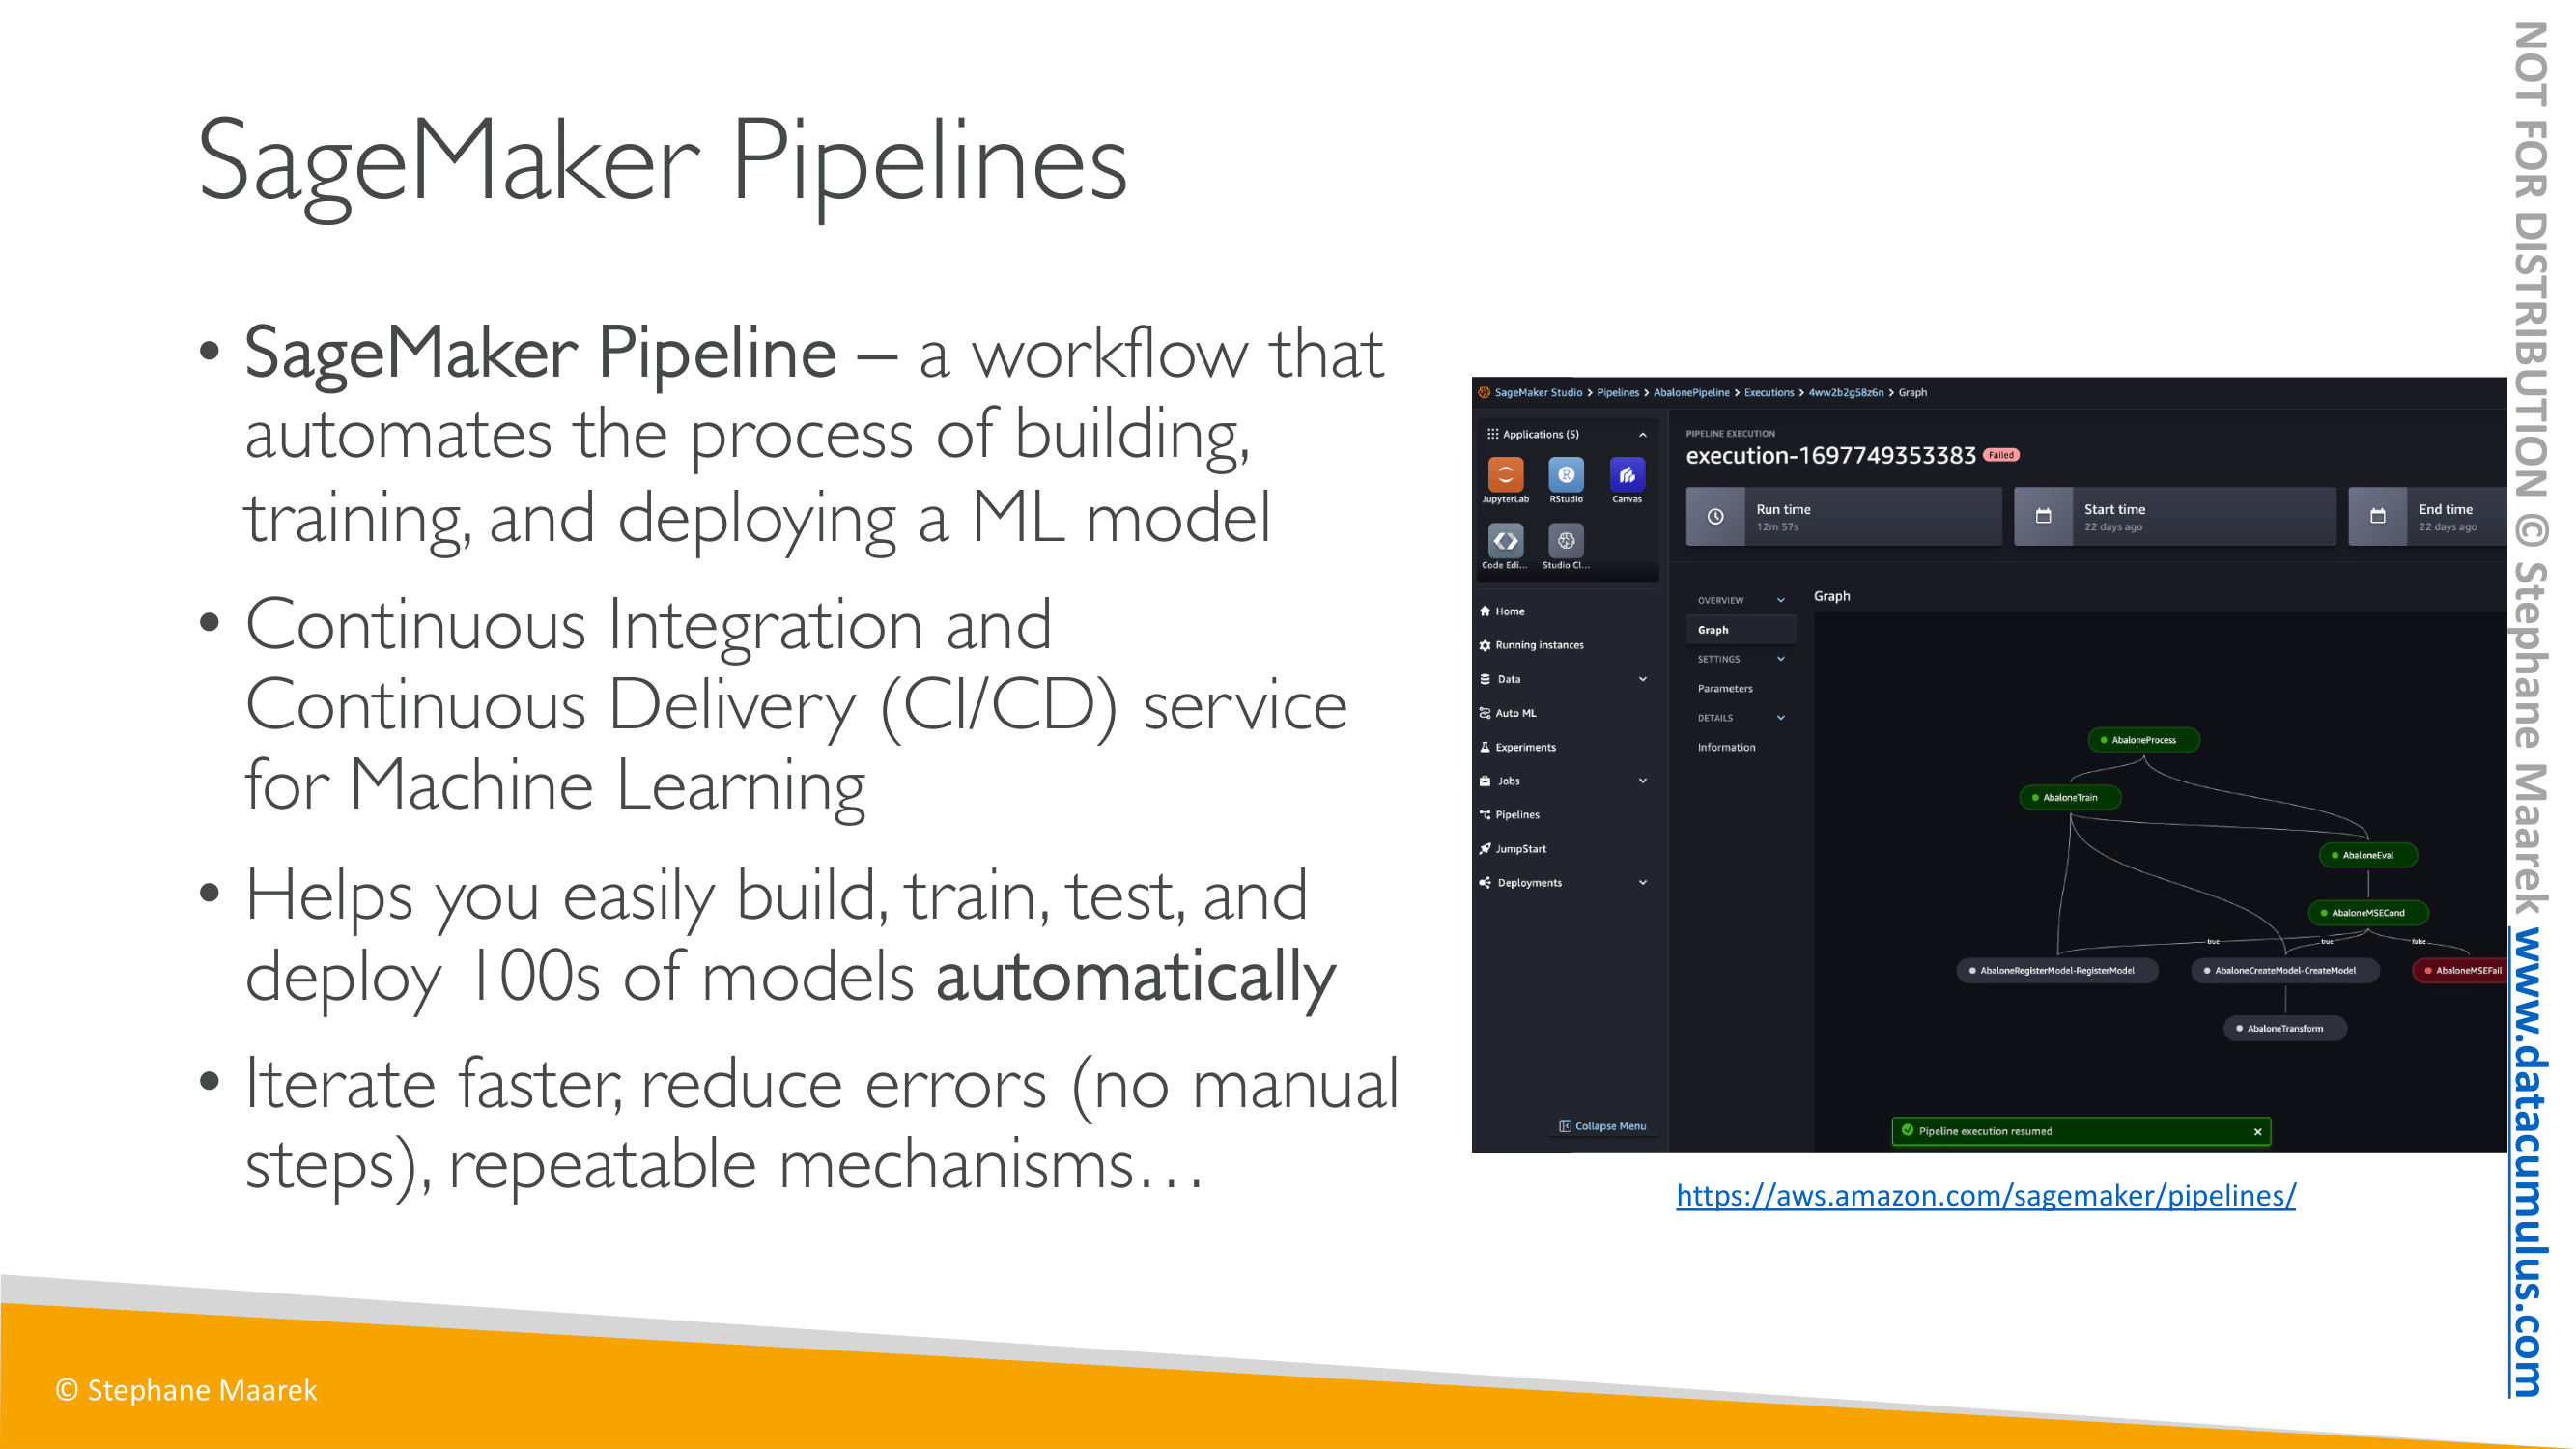 SageMaker Pipelines
• SageMaker Pipeline – a workflow that
automates the process of building,
training, and deploying a ML model
• Continuous Integration and
Continuous Delivery (CI/CD) service
for Machine Learning
• Helps you easily build, train, test, and
deploy 100s of models automatically
• Iterate faster, reduce errors (no manual
steps), repeatable mechanisms…
SageMaker Studio > Pipelines > AbalonePipeline > Executions > 4ww2b2g58z6n > Graph
Applications (5)
JupyterLab
RStudio
Canvas
Code Edi...
Studio Cl...
Home
Running instances
Data
Auto ML
Experiments
Jobs
Pipelines
JumpStart
Deployments
Collapse Menu
PIPELINE EXECUTION
execution-1697749353383 Failed
Run time
12m 57s
Start time
22 days ago
End time
22 days ago
OVERVIEW
Graph
SETTINGS
Parameters
DETAILS
Information
Graph
AbaloneProcess
AbaloneTrain
AbaloneEval
AbaloneMSECond
true
true
false
AbaloneRegisterModel-RegisterModel
AbaloneCreateModel-CreateModel
AbaloneMSEFail
AbaloneTransform
Pipeline execution resumed
https://aws.amazon.com/sagemaker/pipelines/
© Stephane Maarek
NOT FOR DISTRIBUTION © Stephane Maarek www.datacumulus.com